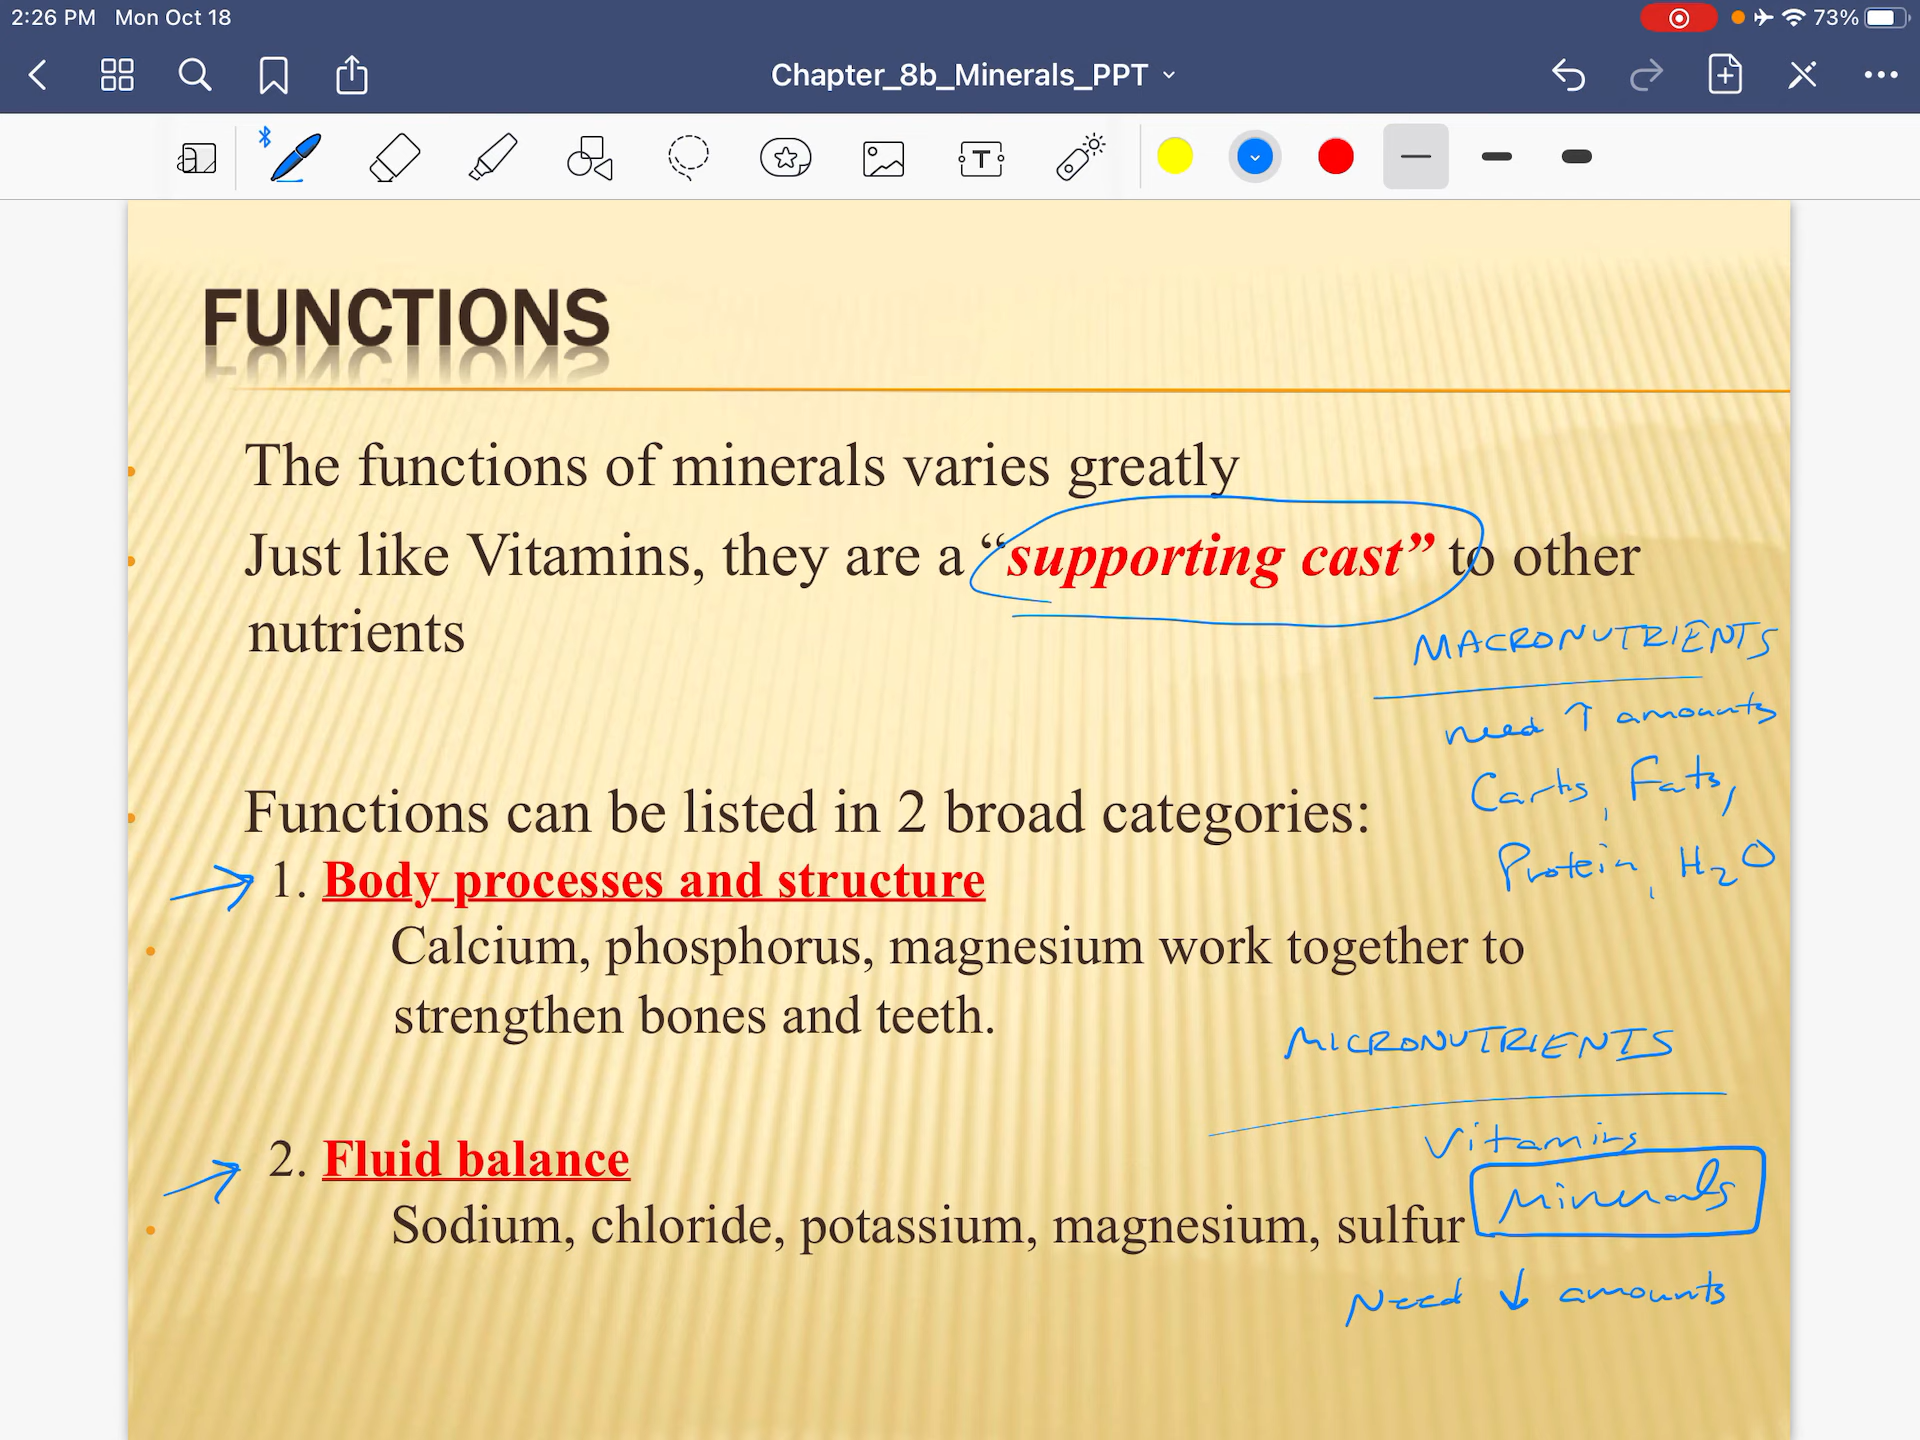 2:26 PM Mon Oct 18
73%
Chapter_8b_Minerals_PPT
FUNCTIONS
The functions of minerals varies greatly
Just like Vitamins, they are a “supporting cast” to other
nutrients
MACRONUTRIENTS
need ↑ amounts
Carbs, Fats,
Protein, H2O
Functions can be listed in 2 broad categories:
1. Body processes and structure
Calcium, phosphorus, magnesium work together to
strengthen bones and teeth.
MICRONUTRIENTS
Vitamins
Minerals
Need ↓ amounts
2. Fluid balance
Sodium, chloride, potassium, magnesium, sulfur